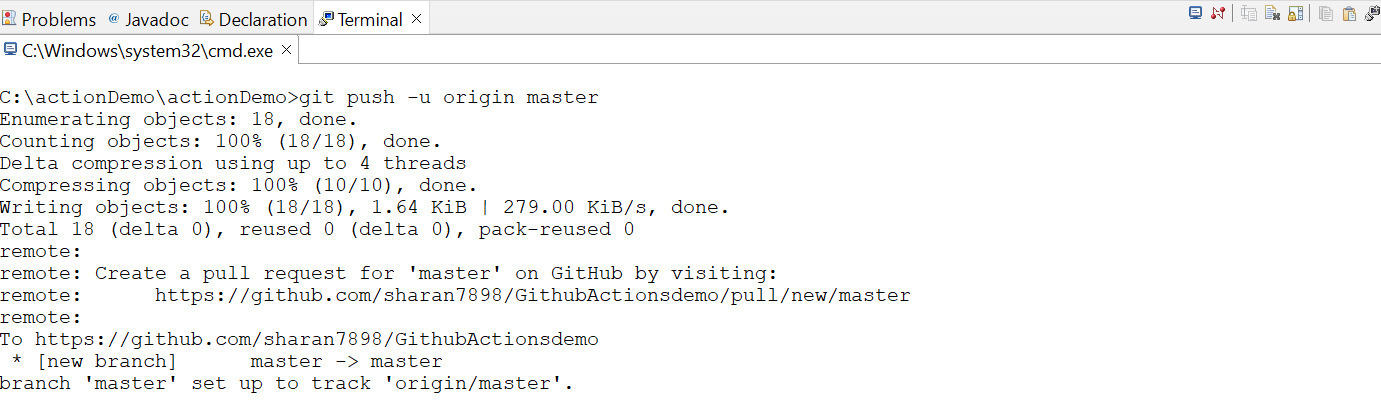 Problems @ Javadoc Declaration Terminal
C:\Windows\system32\cmd.exe
C:\actionDemo\actionDemo>git push -u origin master
Enumerating objects: 18, done.
Counting objects: 100% (18/18), done.
Delta compression using up to 4 threads
Compressing objects: 100% (10/10), done.
Writing objects: 100% (18/18), 1.64 KiB | 279.00 KiB/s, done.
Total 18 (delta 0), reused 0 (delta 0), pack-reused 0
remote:
remote: Create a pull request for 'master' on GitHub by visiting:
remote:      https://github.com/sharan7898/GithubActionsdemo/pull/new/master
remote:
To https://github.com/sharan7898/GithubActionsdemo
 * [new branch]      master -> master
branch 'master' set up to track 'origin/master'.